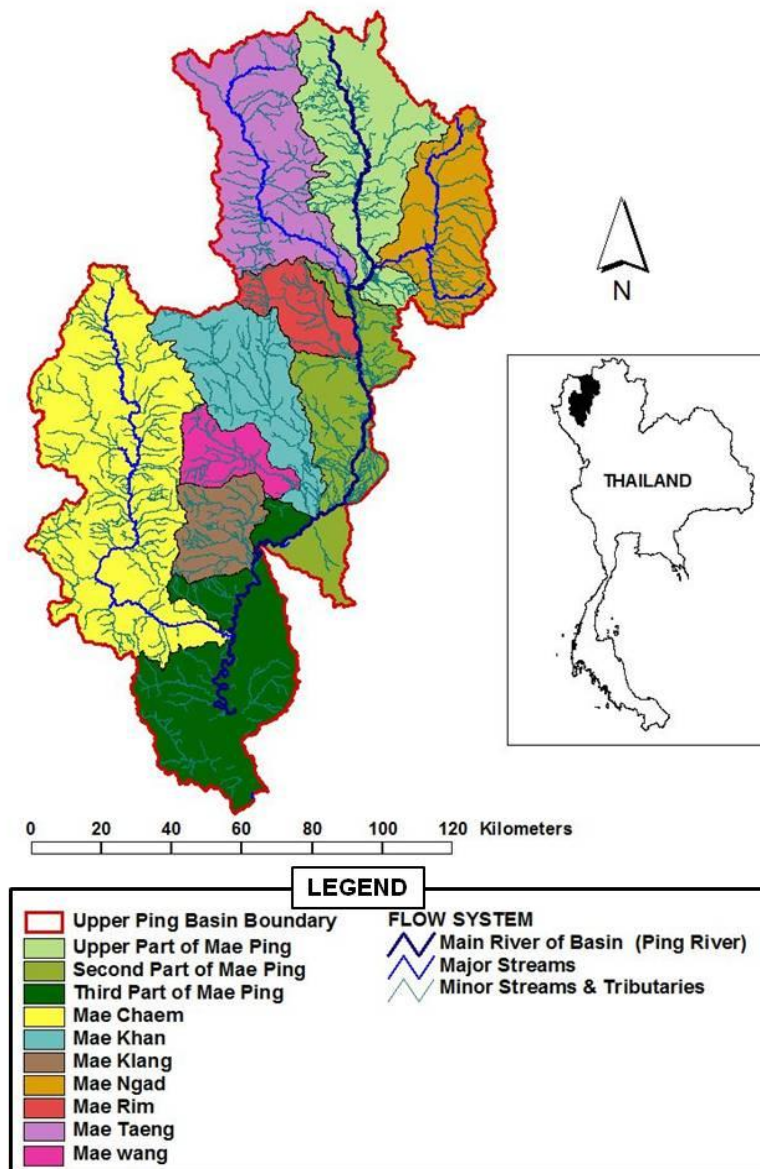 N
THAILAND
0 20 40 60 80 100 120 Kilometers
LEGEND
Upper Ping Basin Boundary
Upper Part of Mae Ping
Second Part of Mae Ping
Third Part of Mae Ping
Mae Chaem
Mae Khan
Mae Klang
Mae Ngad
Mae Rim
Mae Taeng
Mae wang
FLOW SYSTEM
Main River of Basin (Ping River)
Major Streams
Minor Streams & Tributaries